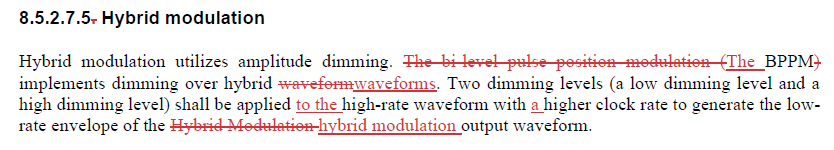 8.5.2.7.5. Hybrid modulation
Hybrid modulation utilizes amplitude dimming. The bi-level pulse position modulation (The BPPM)
implements dimming over hybrid waveformwaveforms. Two dimming levels (a low dimming level and a
high dimming level) shall be applied to the high-rate waveform with a higher clock rate to generate the low-
rate envelope of the Hybrid Modulation hybrid modulation output waveform.